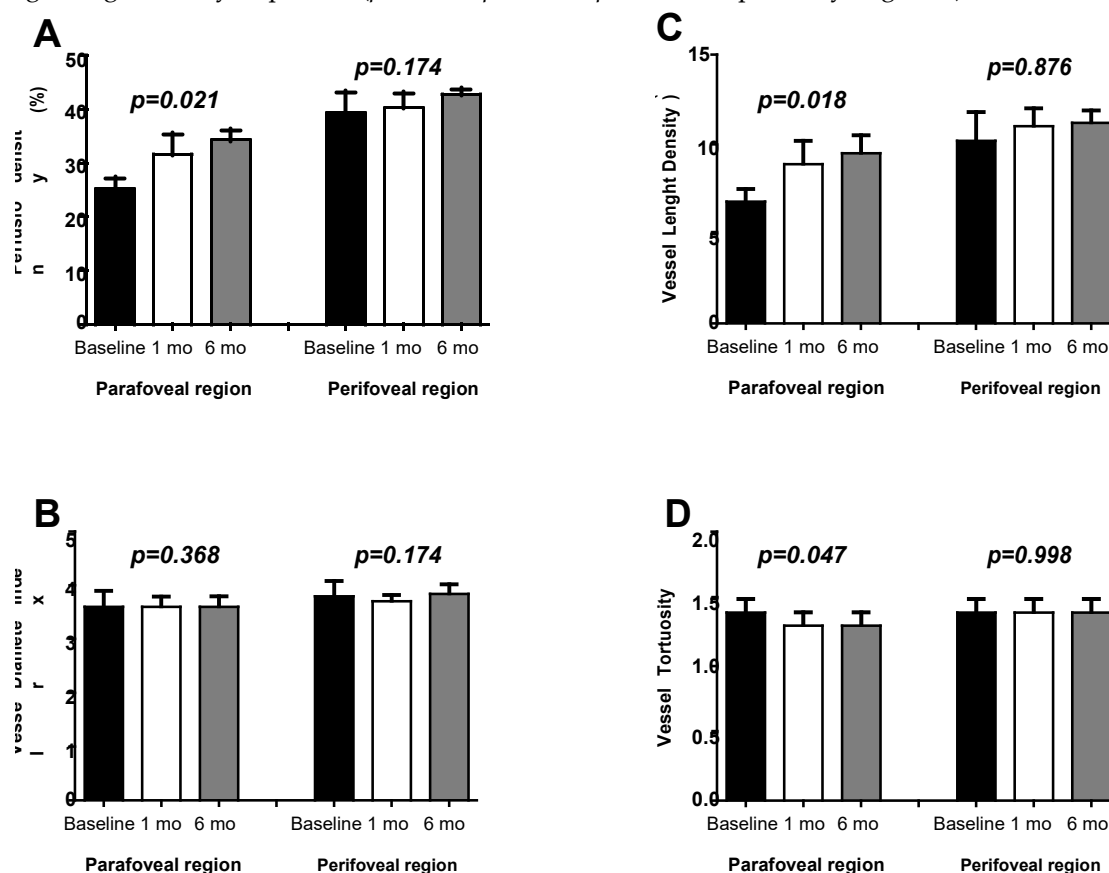 A
50
40
30
20
10
0
(%)
densit
y
n
p=0.021
p=0.174
Baseline 1 mo 6 mo
Baseline 1 mo 6 mo
Parafoveal region
Perifoveal region
C
15
10
5
0
Vessel Lenght Density )
p=0.018
p=0.876
Baseline 1 mo 6 mo
Baseline 1 mo 6 mo
Parafoveal region
Perifoveal region
B
5
4
3
2
1
0
x
r
l
p=0.368
p=0.174
Baseline 1 mo 6 mo
Baseline 1 mo 6 mo
Parafoveal region
Perifoveal region
D
2.0
1.5
1.0
0.5
0.0
Vessel Tortuosity
p=0.047
p=0.998
Baseline 1 mo 6 mo
Baseline 1 mo 6 mo
Parafoveal region
Perifoveal region